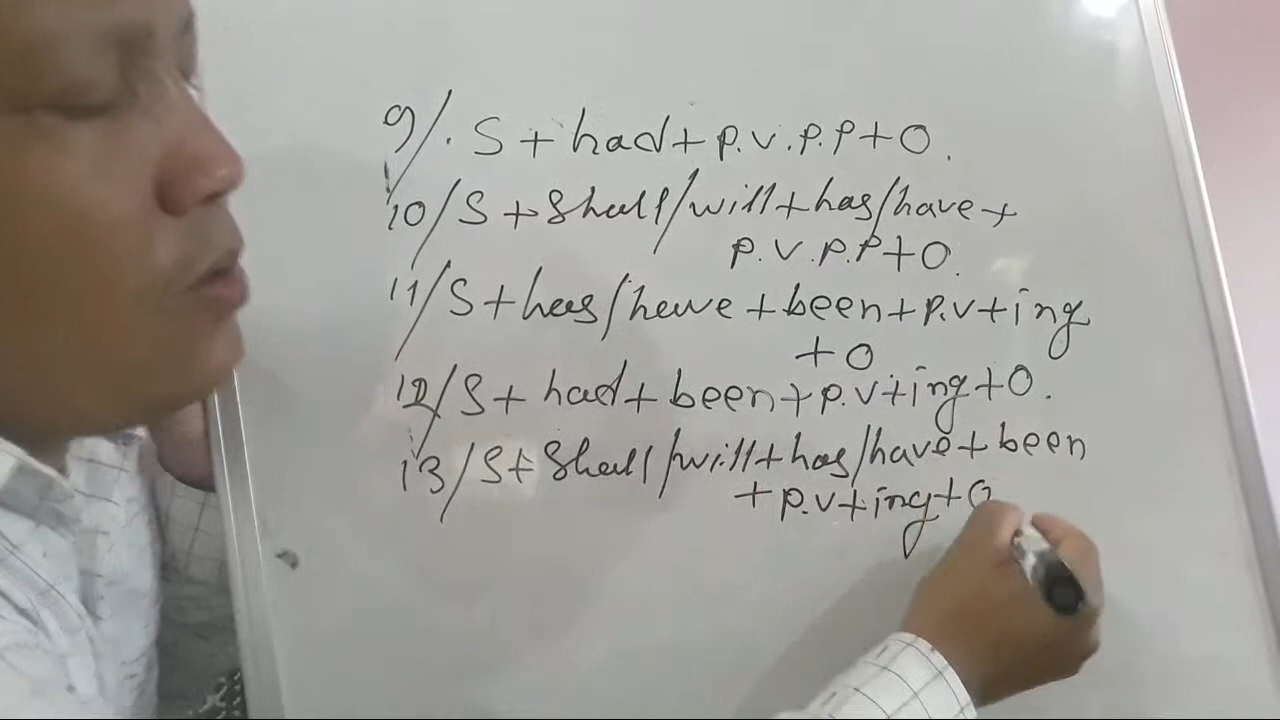 9/. S + had + p.v.p.p + O.
10/ S + Shall/will + has/have +
p.v.p.p + O.
11/ S + has/have + been + p.v + ing
+ O
12/ S + had + been + p.v + ing + O.
13/ S + Shall/will + has/have + been
+ p.v + ing + O